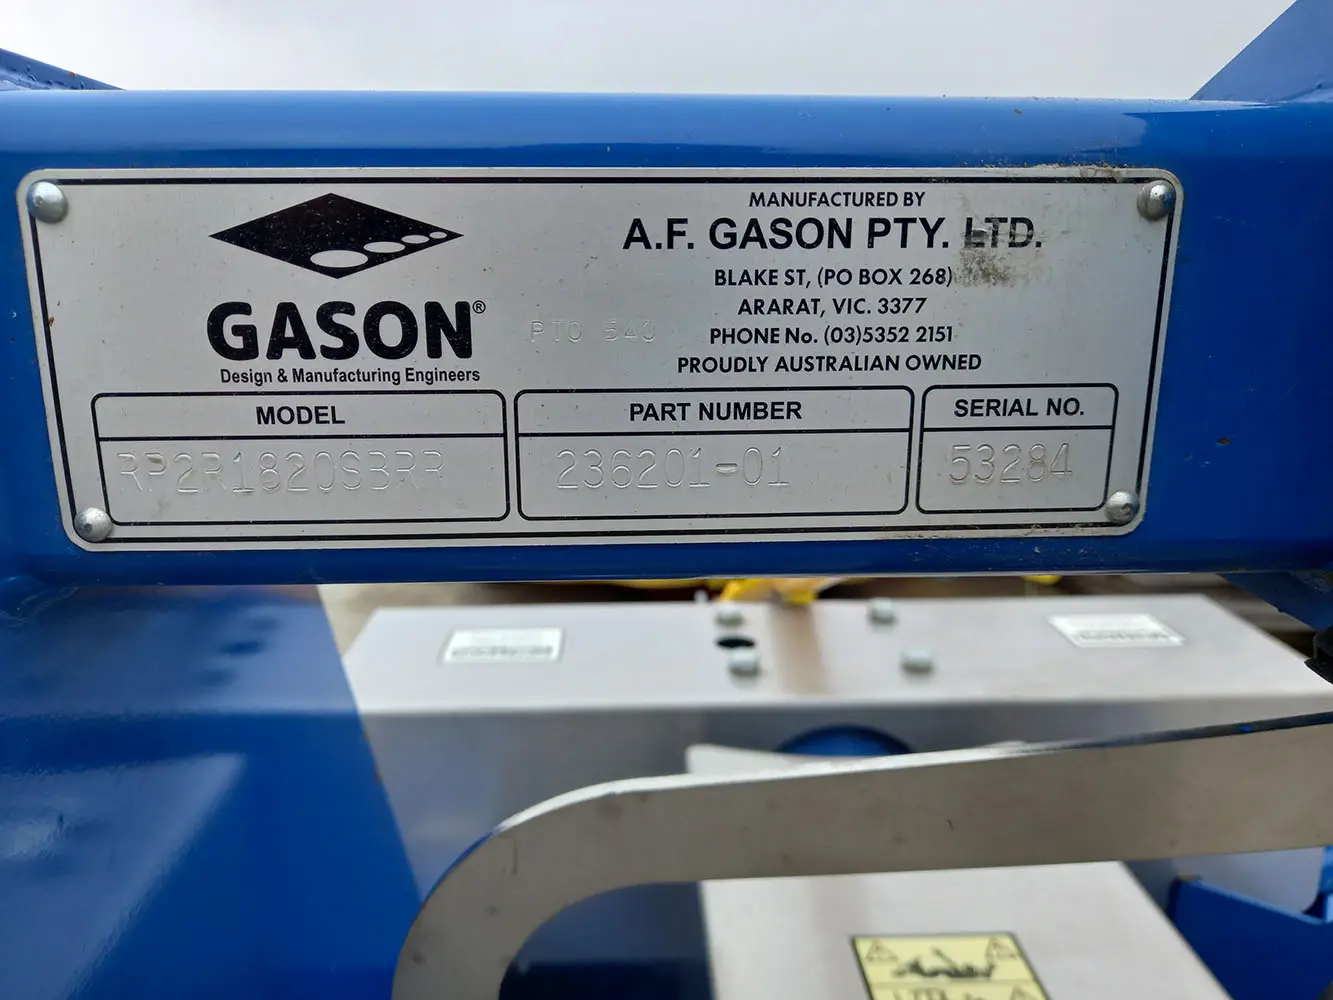 GASON®
Design & Manufacturing Engineers
PTO 540
MANUFACTURED BY
A.F. GASON PTY. LTD.
BLAKE ST, (PO BOX 268)
ARARAT, VIC. 3377
PHONE No. (03)5352 2151
PROUDLY AUSTRALIAN OWNED
MODEL
RP2R1820SBRR
PART NUMBER
236201-01
SERIAL NO.
53284